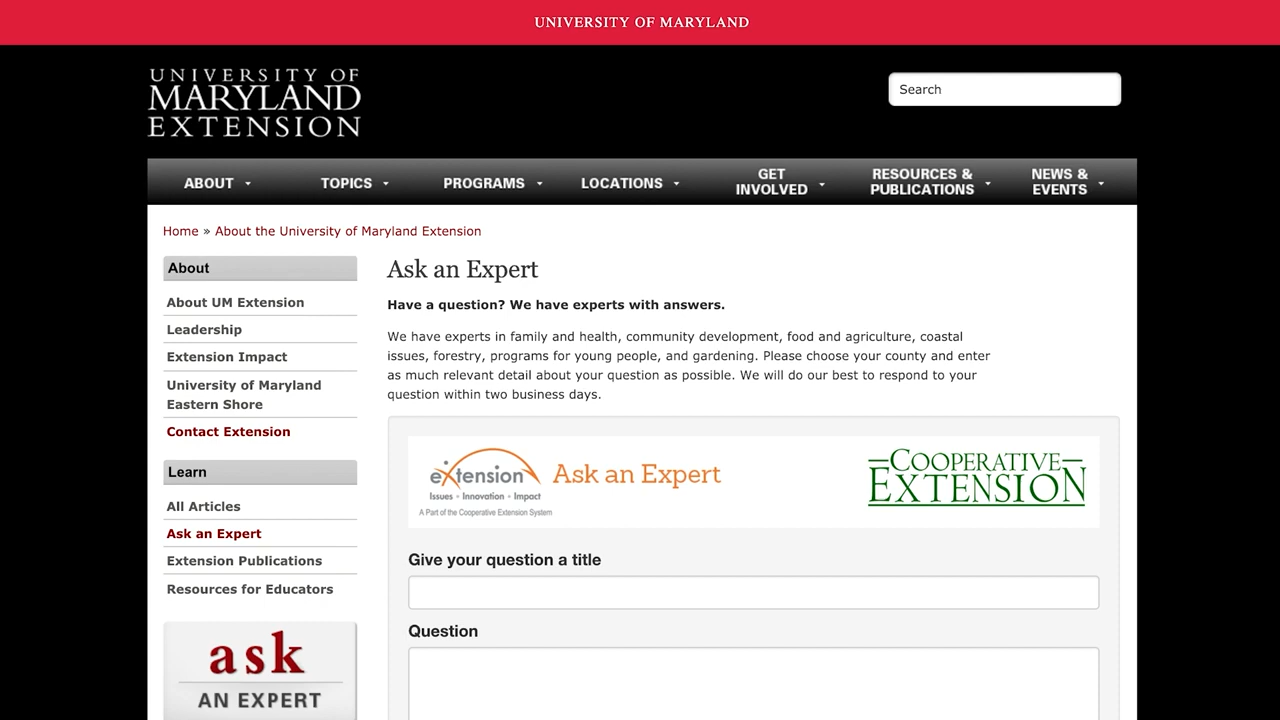 UNIVERSITY OF MARYLAND
UNIVERSITY OF
MARYLAND
EXTENSION
Search
ABOUT
TOPICS
PROGRAMS
LOCATIONS
GET
INVOLVED
RESOURCES &
PUBLICATIONS
NEWS &
EVENTS
Home » About the University of Maryland Extension
About
About UM Extension
Leadership
Extension Impact
University of Maryland
Eastern Shore
Contact Extension
Learn
All Articles
Ask an Expert
Extension Publications
Resources for Educators
ask
AN EXPERT
Ask an Expert
Have a question? We have experts with answers.
We have experts in family and health, community development, food and agriculture, coastal
issues, forestry, programs for young people, and gardening. Please choose your county and enter
as much relevant detail about your question as possible. We will do our best to respond to your
question within two business days.
eXtension
Issues • Innovation • Impact
A Part of the Cooperative Extension System
Ask an Expert
COOPERATIVE
EXTENSION
Give your question a title
Question